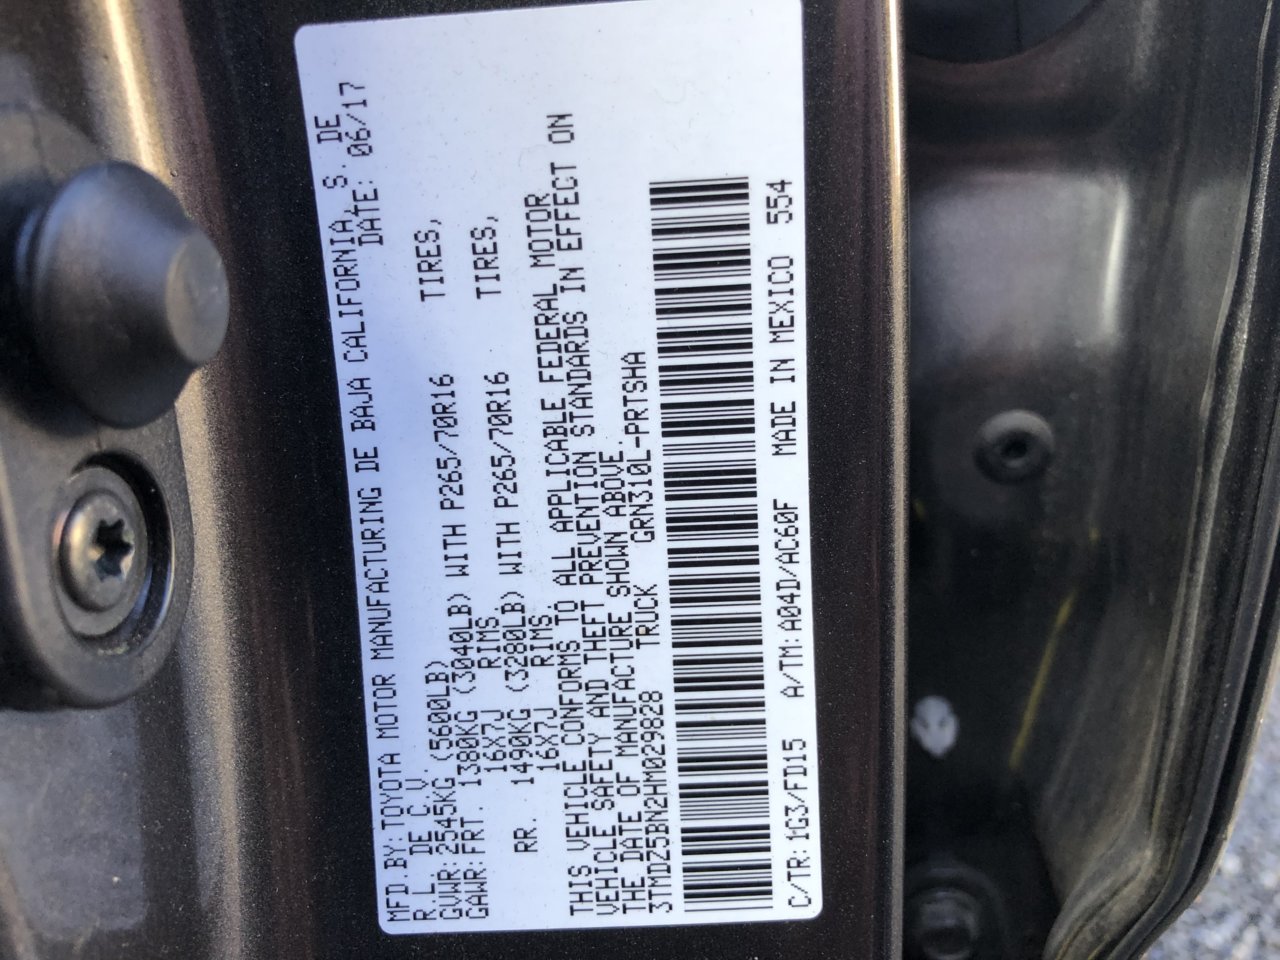 MFD.BY:TOYOTA MOTOR MANUFACTURING DE BAJA CALIFORNIA, S. DE
R.L. DE C.V. DATE: 06/17
GVWR:2545KG (5600LB)
GAWR:FRT. 1380KG (3040LB) WITH P265/70R16 TIRES,
16X7J RIMS.
RR. 1490KG (3280LB) WITH P265/70R16 TIRES,
16X7J RIMS.
THIS VEHICLE CONFORMS TO ALL APPLICABLE FEDERAL MOTOR
VEHICLE SAFETY AND THEFT PREVENTION STANDARDS IN EFFECT ON
THE DATE OF MANUFACTURE SHOWN ABOVE.
3TMDZ5BN2HM029828 TRUCK GRN310L-PRTSHA
C/TR:1G3/FD15 A/TM:A04D/AC60F MADE IN MEXICO 554